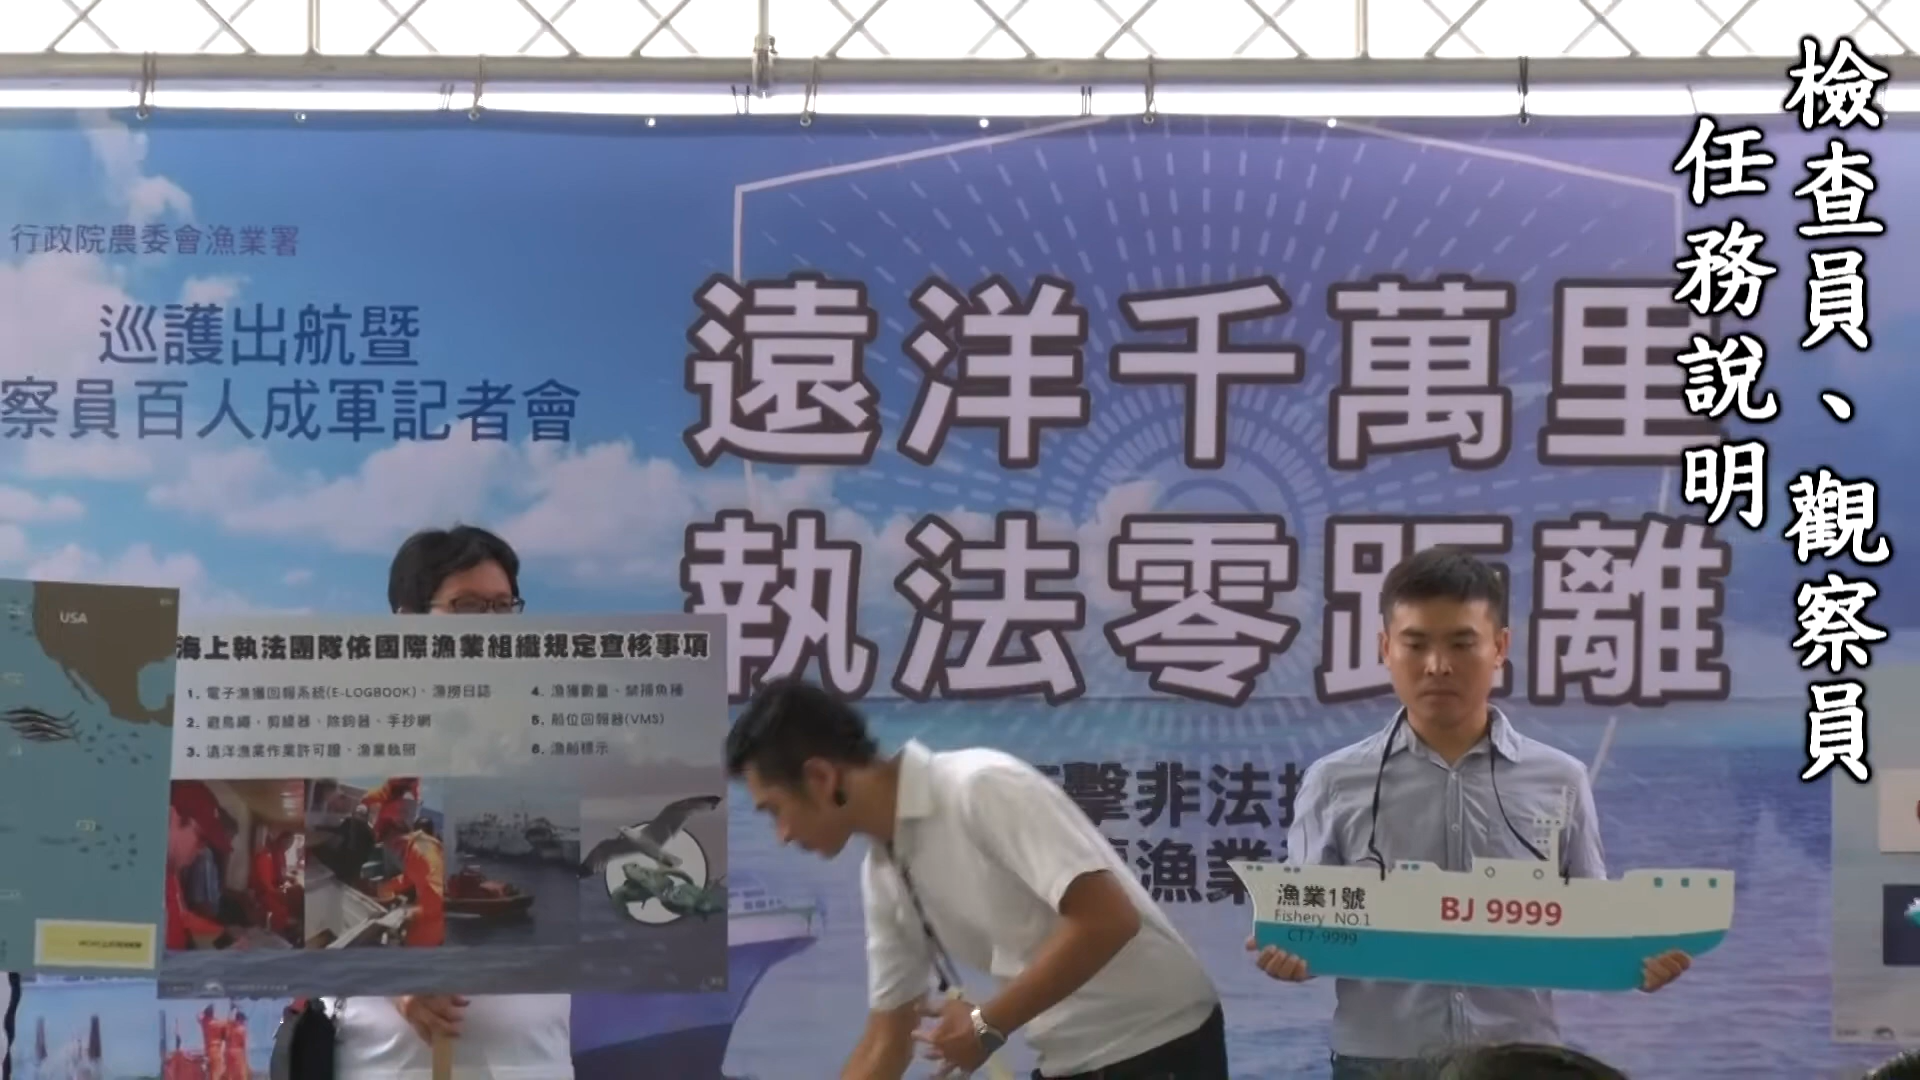 檢查員、觀察員
任務說明
行政院農委會漁業署
巡護出航暨
察員百人成軍記者會
遠洋千萬里
執法零距離
擊非法
漁業
USA
海上執法團隊依國際漁業組織規定查核事項
1. 電子漁獲回報系統(E-LOGBOOK)、漁撈日誌
2. 避鳥繩、剪線器、除鉤器、手抄網
3. 遠洋漁業作業許可證、漁業執照
4. 漁獲數量、禁捕魚種
5. 船位回報器(VMS)
6. 漁船標示
漁業1號
Fishery NO.1
CT7-9999
BJ 9999